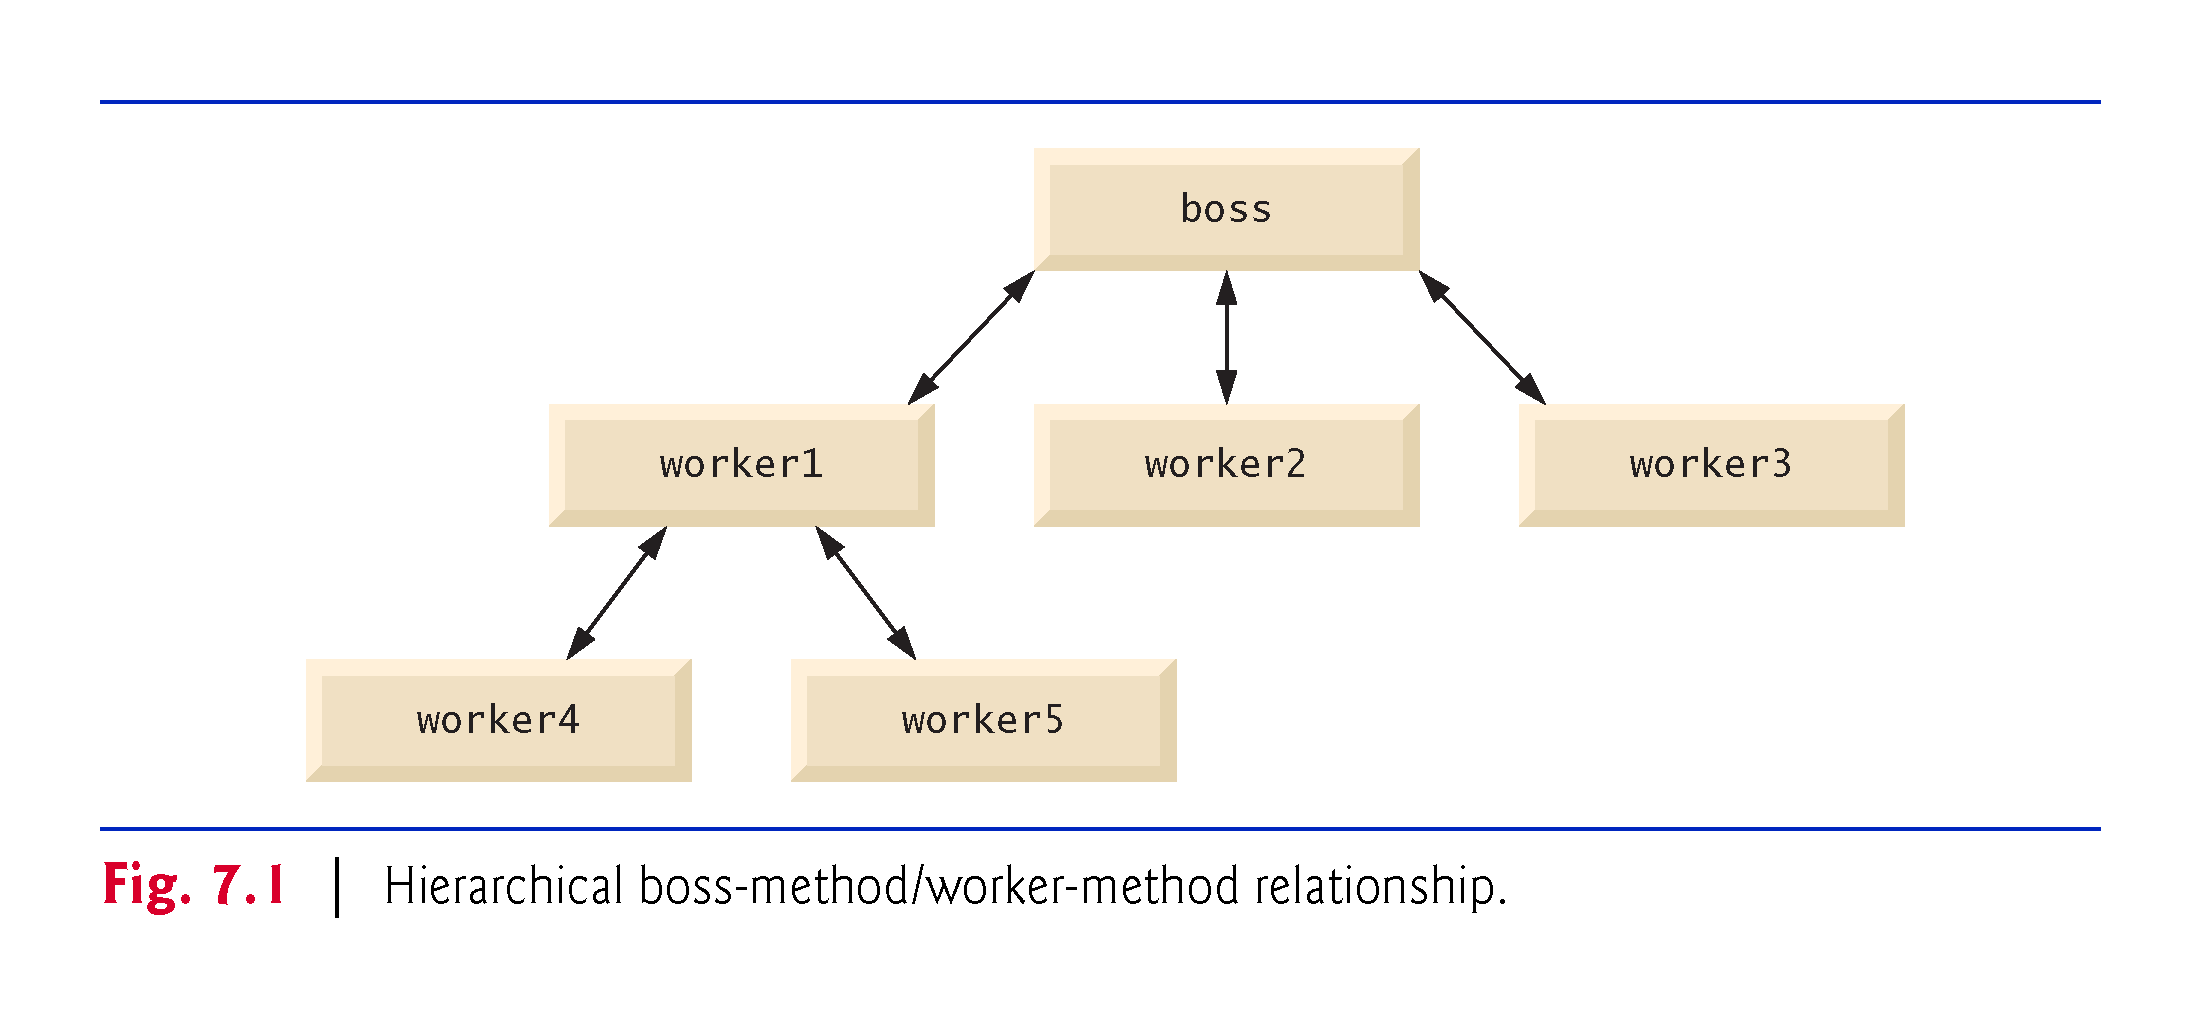 boss
worker1 worker2 worker3
worker4 worker5
Fig. 7.1 | Hierarchical boss-method/worker-method relationship.